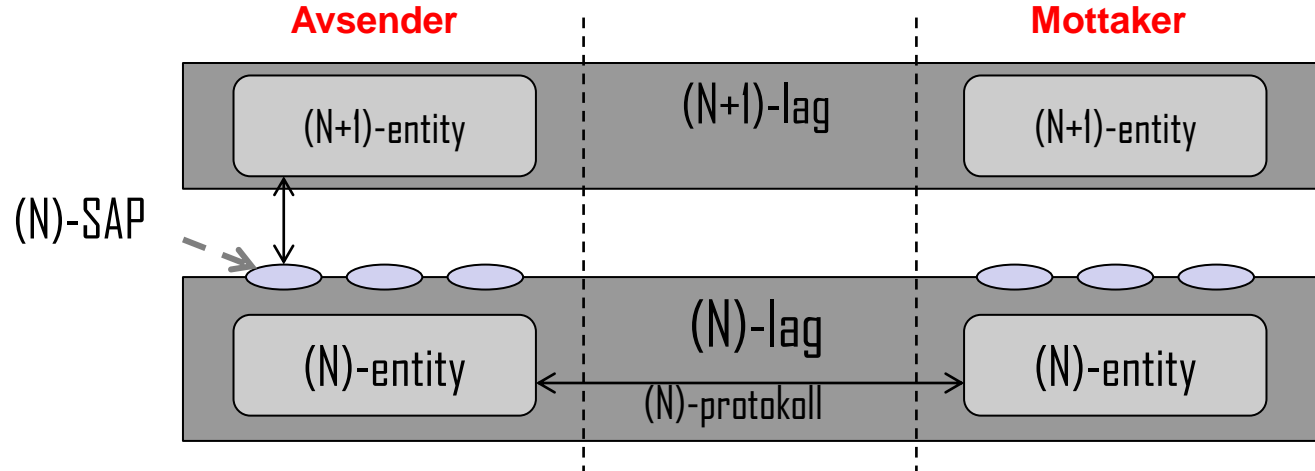 Avsender
Mottaker
(N+1)-entity
(N+1)-lag
(N+1)-entity
(N)-SAP
(N)-lag
(N)-entity
(N)-entity
(N)-protokoll